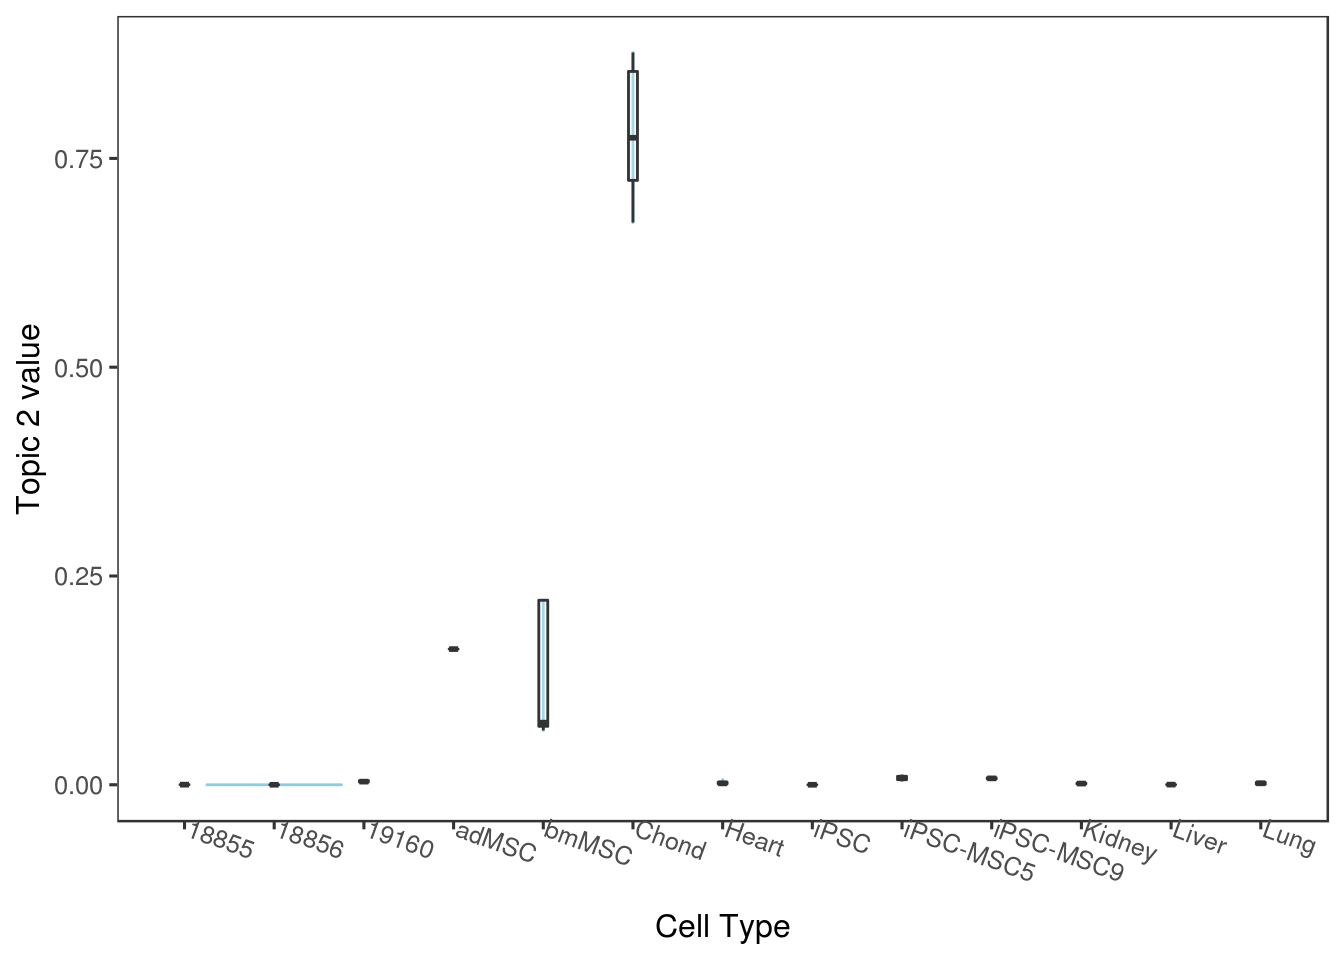 Topic 2 value
0.75
0.50
0.25
0.00
18855
18856
19160
adMSC
bmMSC
Chond
Heart
iPSC
iPSC-MSC5
iPSC-MSC9
Kidney
Liver
Lung
Cell Type